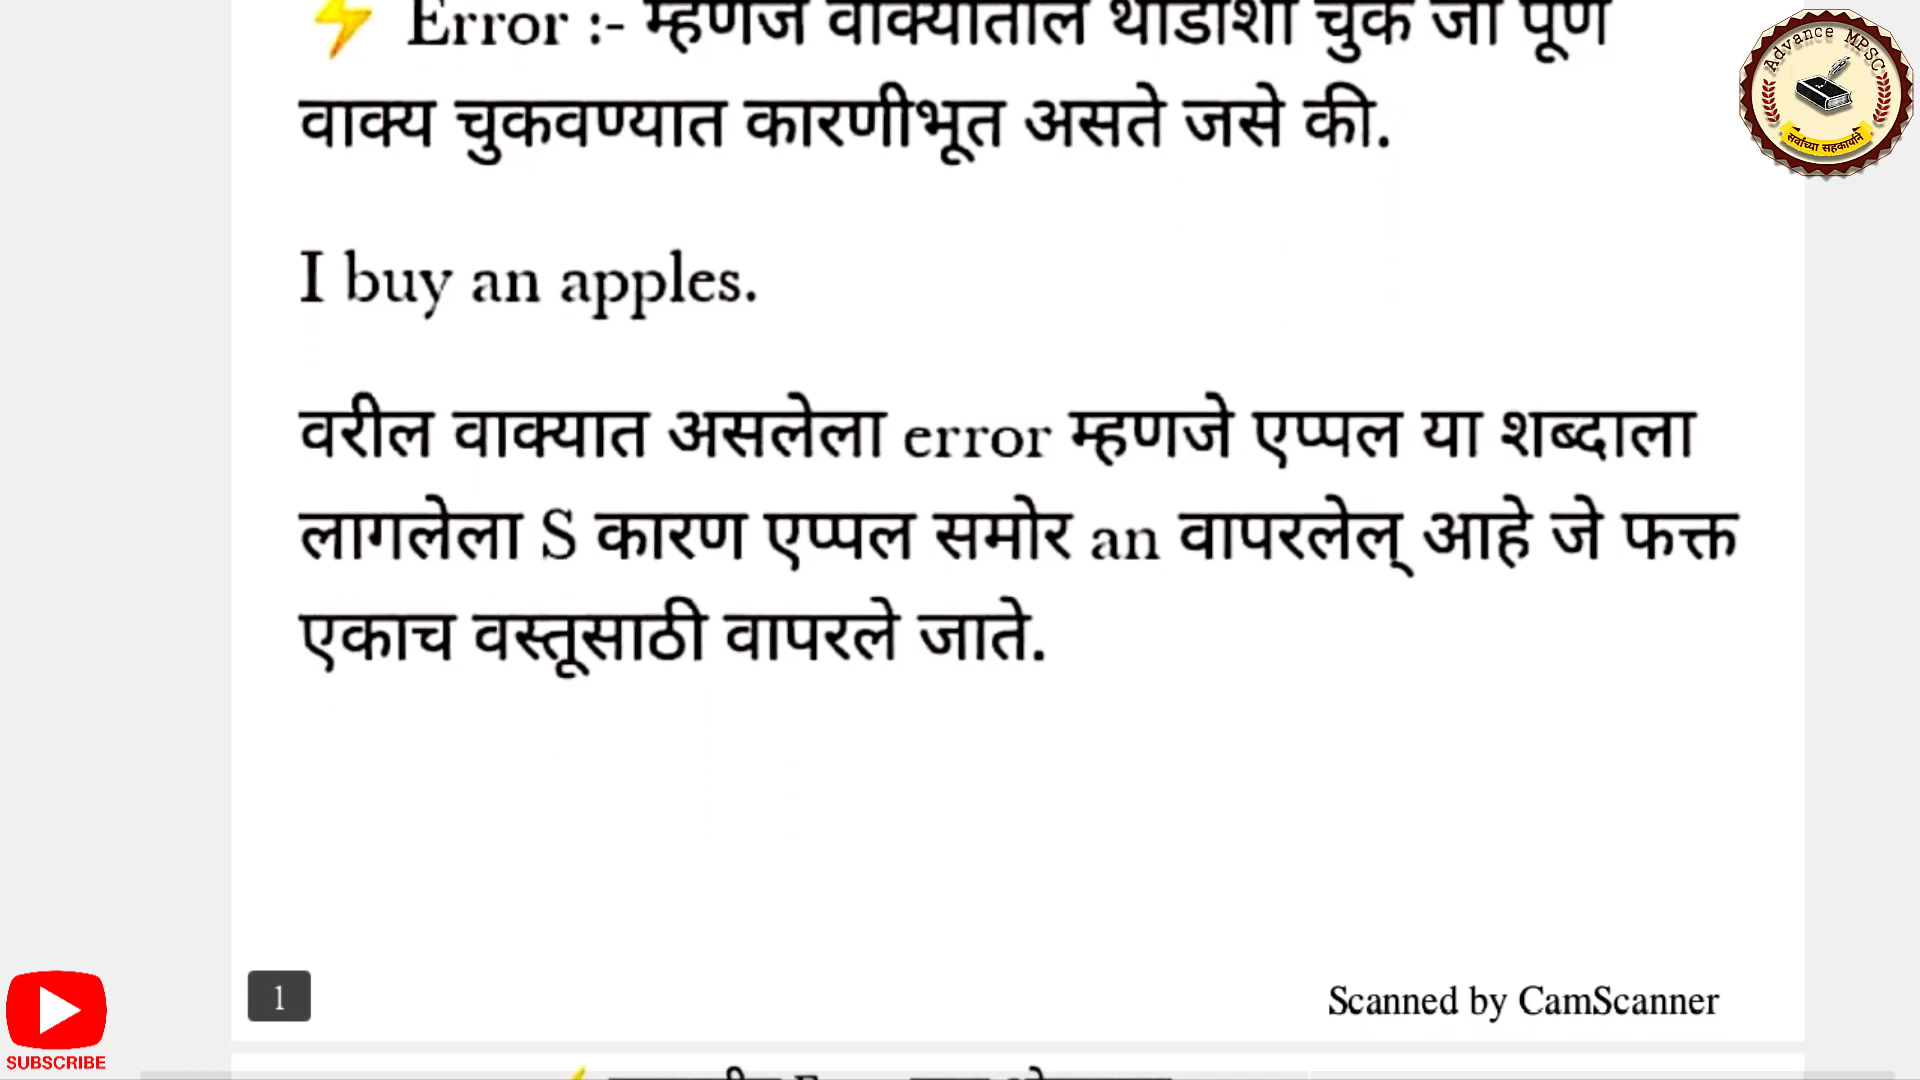 ⚡ Error :- म्हणजे वाक्यातील थोडीशी चुक जी पूर्ण
वाक्य चुकवण्यात कारणीभूत असते जसे की.
I buy an apples.
वरील वाक्यात असलेला error म्हणजे एप्पल या शब्दाला
लागलेला S कारण एप्पल समोर an वापरलेल् आहे जे फक्त
एकाच वस्तूसाठी वापरले जाते.
1
Scanned by CamScanner
Advance MPSC
सर्वांच्या सहकार्याने
SUBSCRIBE